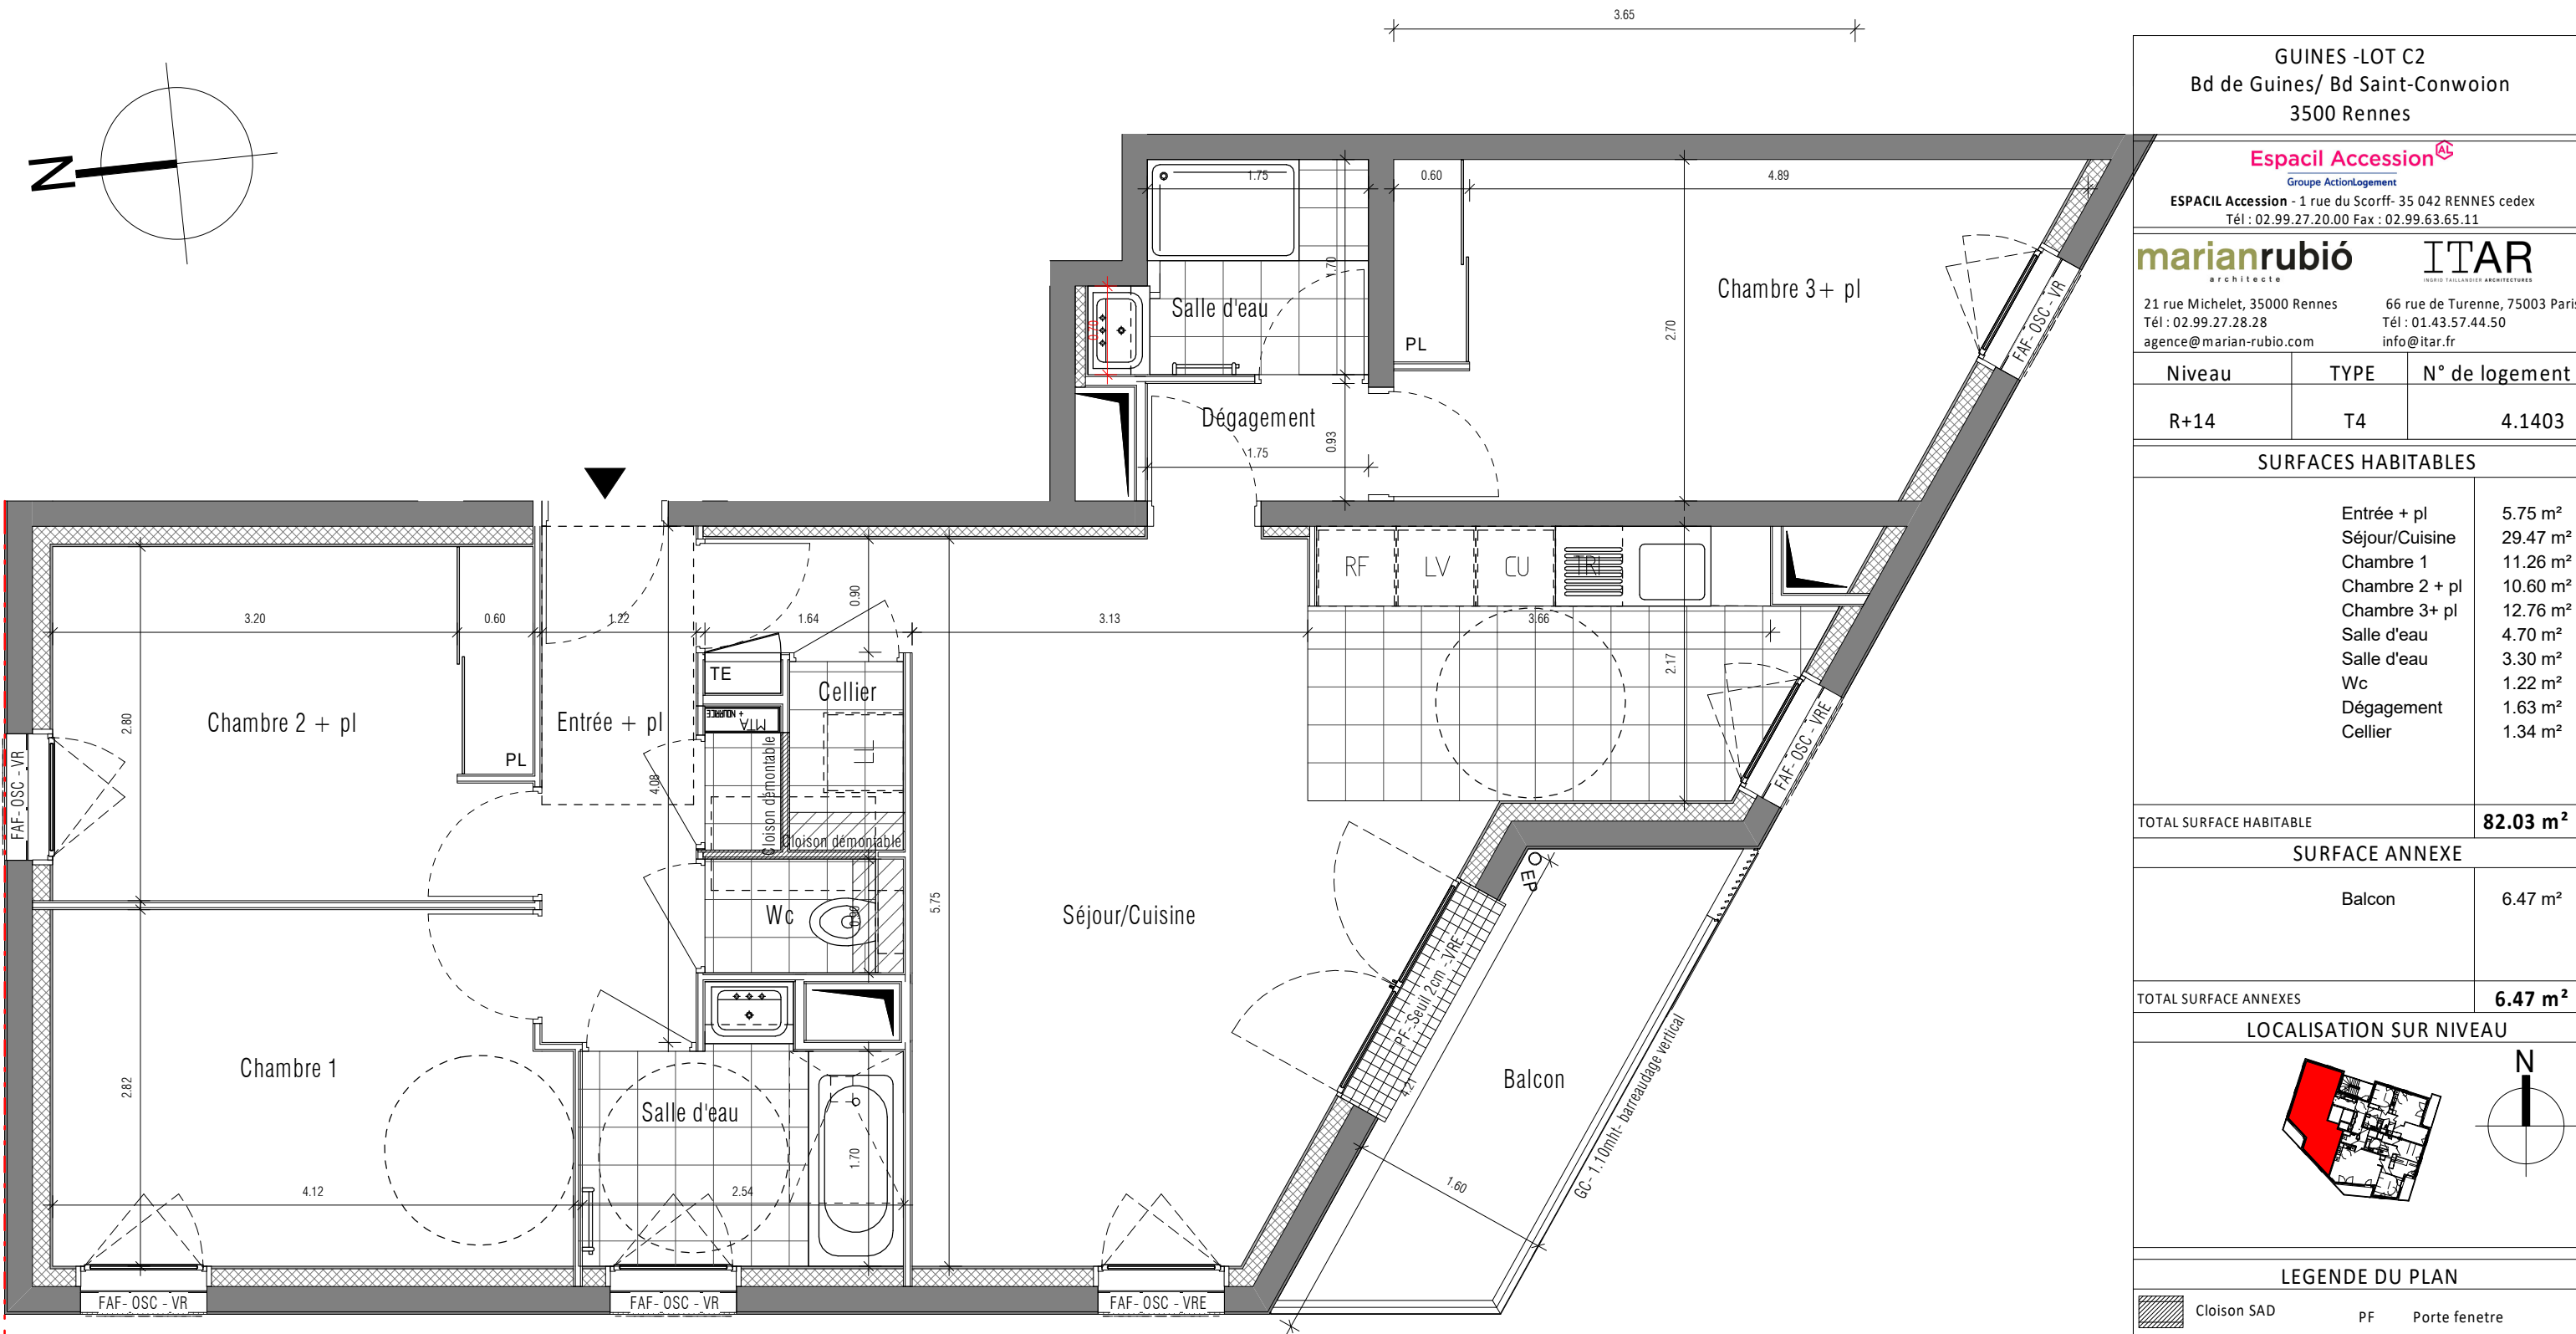 3.65
N
1.75
0.60
4.89
1.70
Salle d'eau
0.70
PL
2.70
Chambre 3+ pl
FAF- OSC - VR
Dégagement
0.93
1.75
RF
LV
CU
TRI
3.20
0.60
1.22
1.64
0.90
3.13
3.66
2.17
TE
Cellier
MTA
+ NOURRICE
LL
Cloison démontable
Cloison démontable
Chambre 2 + pl
2.80
PL
Entrée + pl
4.08
FAF- OSC - VR
FAF- OSC - VRE
Wc
0.90
5.75
Séjour/Cuisine
EP
PF -Seuil 2cm - VRE
4.21
Balcon
GC- 1.10mht- barreaudage vertical
1.60
Chambre 1
2.82
4.12
Salle d'eau
2.54
1.70
FAF- OSC - VR
FAF- OSC - VR
FAF- OSC - VRE
GUINES -LOT C2
Bd de Guines/ Bd Saint-Conwoion
3500 Rennes
Espacil Accession AL
Groupe ActionLogement
ESPACIL Accession - 1 rue du Scorff- 35 042 RENNES cedex
Tél : 02.99.27.20.00 Fax : 02.99.63.65.11
marianrubió
architecte
21 rue Michelet, 35000 Rennes
Tél : 02.99.27.28.28
agence@marian-rubio.com
ITAR
INGRID TAILLANDIER ARCHITECTURES
66 rue de Turenne, 75003 Paris
Tél : 01.43.57.44.50
info@itar.fr
Niveau TYPE N° de logement
R+14 T4 4.1403
SURFACES HABITABLES
Entrée + pl 5.75 m²
Séjour/Cuisine 29.47 m²
Chambre 1 11.26 m²
Chambre 2 + pl 10.60 m²
Chambre 3+ pl 12.76 m²
Salle d'eau 4.70 m²
Salle d'eau 3.30 m²
Wc 1.22 m²
Dégagement 1.63 m²
Cellier 1.34 m²
TOTAL SURFACE HABITABLE 82.03 m²
SURFACE ANNEXE
Balcon 6.47 m²
TOTAL SURFACE ANNEXES 6.47 m²
LOCALISATION SUR NIVEAU
N
LEGENDE DU PLAN
Cloison SAD PF Porte fenetre